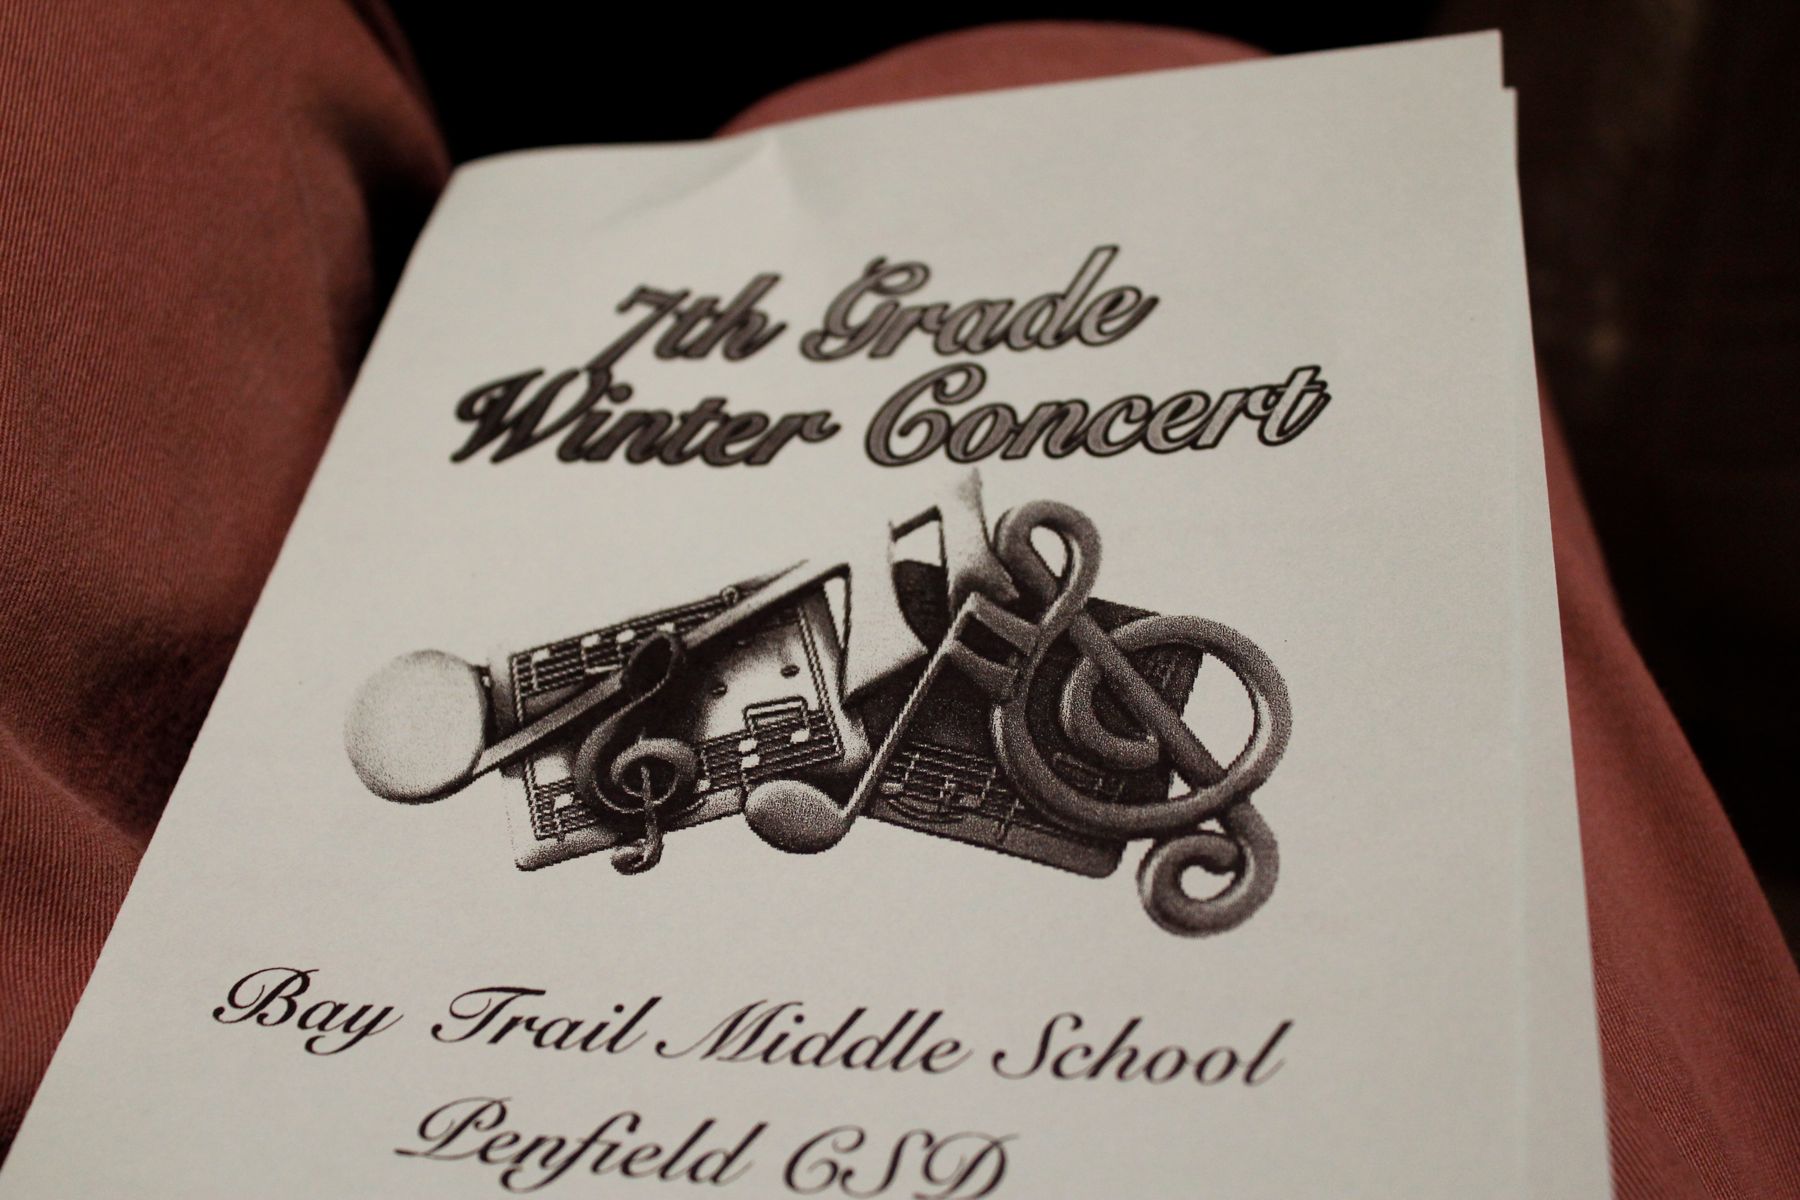 7th Grade
Winter Concert
Bay Trail Middle School
Penfield CSD